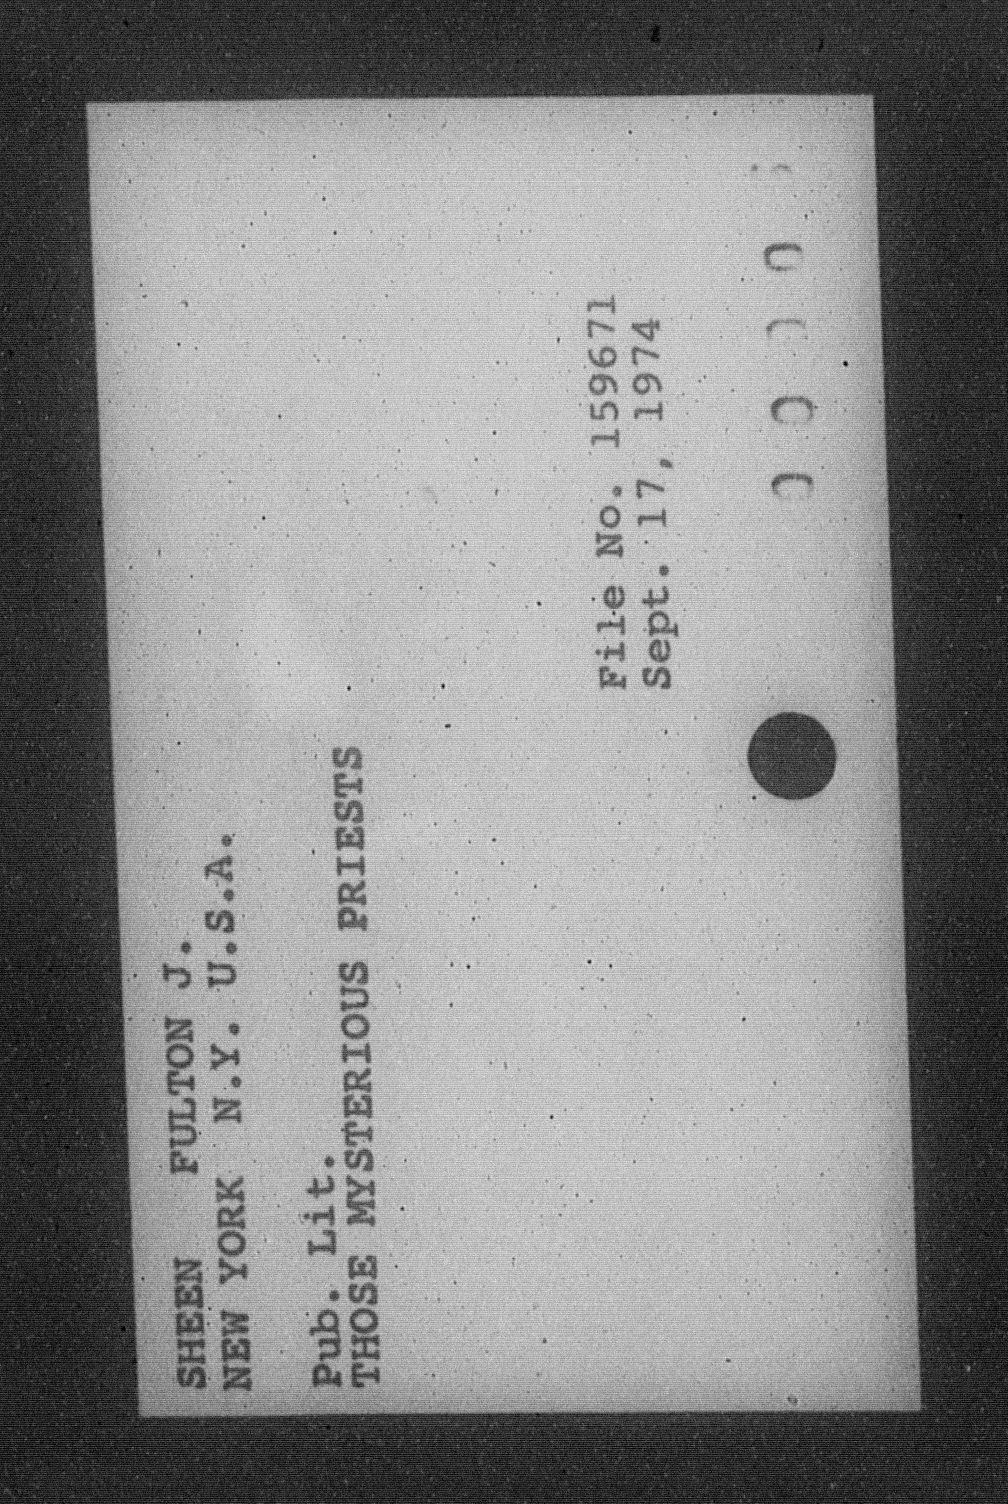 SHEEN FULTON J.
NEW YORK N.Y. U.S.A.
Pub. Lit.
THOSE MYSTERIOUS PRIESTS
File No. 159671
Sept. 17, 1974